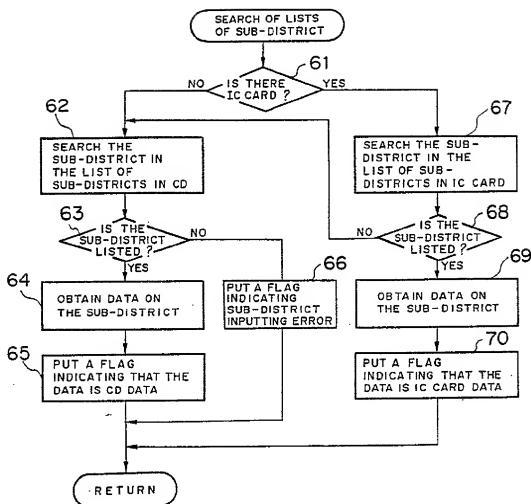 SEARCH OF LISTS
OF SUB-DISTRICT
61
IS THERE
IC CARD ?
NO
YES
62
SEARCH THE
SUB-DISTRICT IN
THE LIST OF
SUB-DISTRICTS IN CD
67
SEARCH THE SUB-
DISTRICT IN THE
LIST OF SUB-
DISTRICTS IN IC CARD
63
IS THE
SUB-DISTRICT
LISTED ?
NO
YES
68
IS THE
SUB-DISTRICT
LISTED ?
NO
YES
64
OBTAIN DATA ON
THE SUB-DISTRICT
66
PUT A FLAG
INDICATING
SUB-DISTRICT
INPUTTING ERROR
69
OBTAIN DATA ON
THE SUB-DISTRICT
65
PUT A FLAG
INDICATING THAT THE
DATA IS CD DATA
70
PUT A FLAG
INDICATING THAT THE
DATA IS IC CARD DATA
RETURN